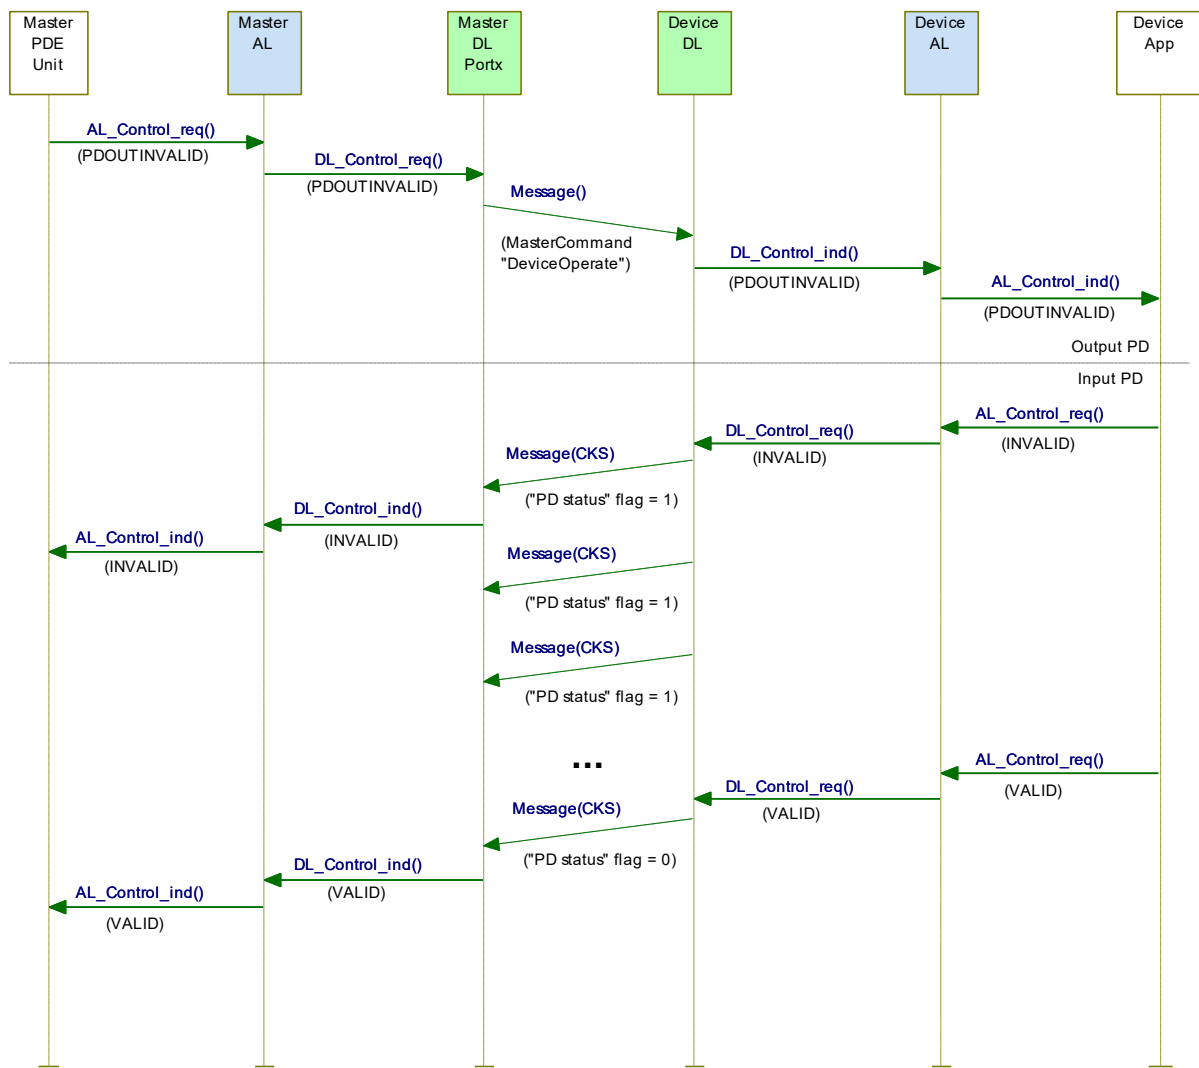 Master
PDE
Unit
Master
AL
Master
DL
Portx
Device
DL
Device
AL
Device
App
AL_Control_req()
(PDOUTINVALID)
DL_Control_req()
(PDOUTINVALID)
Message()
(MasterCommand
"DeviceOperate")
DL_Control_ind()
(PDOUTINVALID)
AL_Control_ind()
(PDOUTINVALID)
Output PD
Input PD
AL_Control_req()
(INVALID)
DL_Control_req()
(INVALID)
Message(CKS)
("PD status" flag = 1)
DL_Control_ind()
(INVALID)
AL_Control_ind()
(INVALID)
Message(CKS)
("PD status" flag = 1)
Message(CKS)
("PD status" flag = 1)
...
AL_Control_req()
(VALID)
DL_Control_req()
(VALID)
Message(CKS)
("PD status" flag = 0)
DL_Control_ind()
(VALID)
AL_Control_ind()
(VALID)